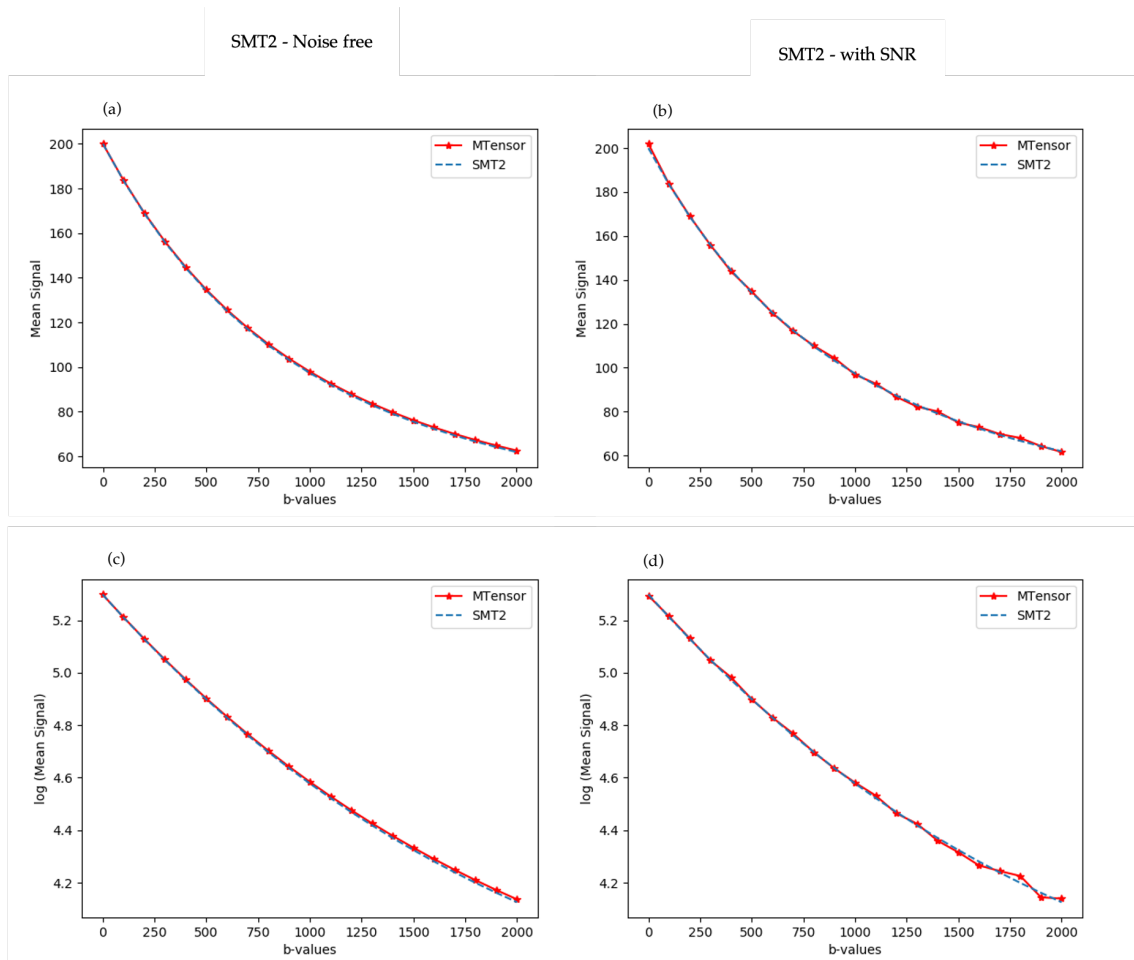 SMT2 - Noise free
SMT2 - with SNR
(a)
200
180
160
140
120
100
80
60
Mean Signal
0 250 500 750 1000 1250 1500 1750 2000
b-values
MTensor
SMT2
(b)
200
180
160
140
120
100
80
60
Mean Signal
0 250 500 750 1000 1250 1500 1750 2000
b-values
MTensor
SMT2
(c)
5.2
5.0
4.8
4.6
4.4
4.2
log (Mean Signal)
0 250 500 750 1000 1250 1500 1750 2000
b-values
MTensor
SMT2
(d)
5.2
5.0
4.8
4.6
4.4
4.2
log (Mean Signal)
0 250 500 750 1000 1250 1500 1750 2000
b-values
MTensor
SMT2